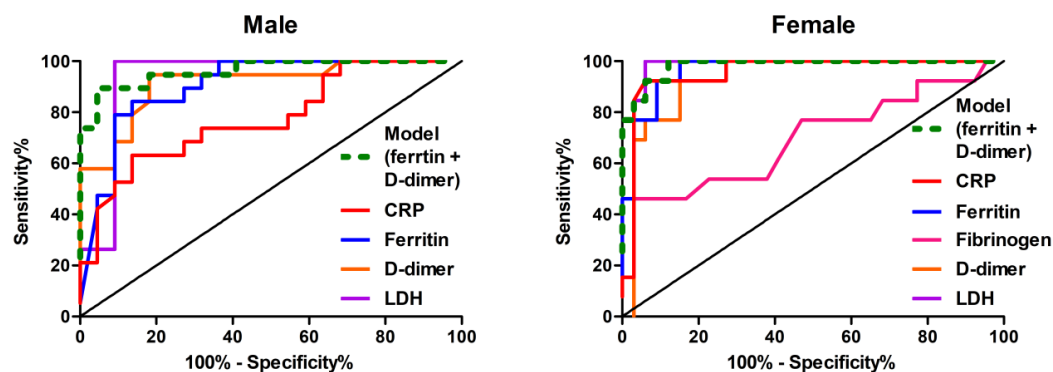 Male
Sensitivity%
100
80
60
40
20
0
0 20 40 60 80 100
100% - Specificity%
Model
(ferrtin +
D-dimer)
CRP
Ferritin
D-dimer
LDH
Female
Sensitivity%
100
80
60
40
20
0
0 20 40 60 80 100
100% - Specificity%
Model
(ferritin +
D-dimer)
CRP
Ferritin
Fibrinogen
D-dimer
LDH